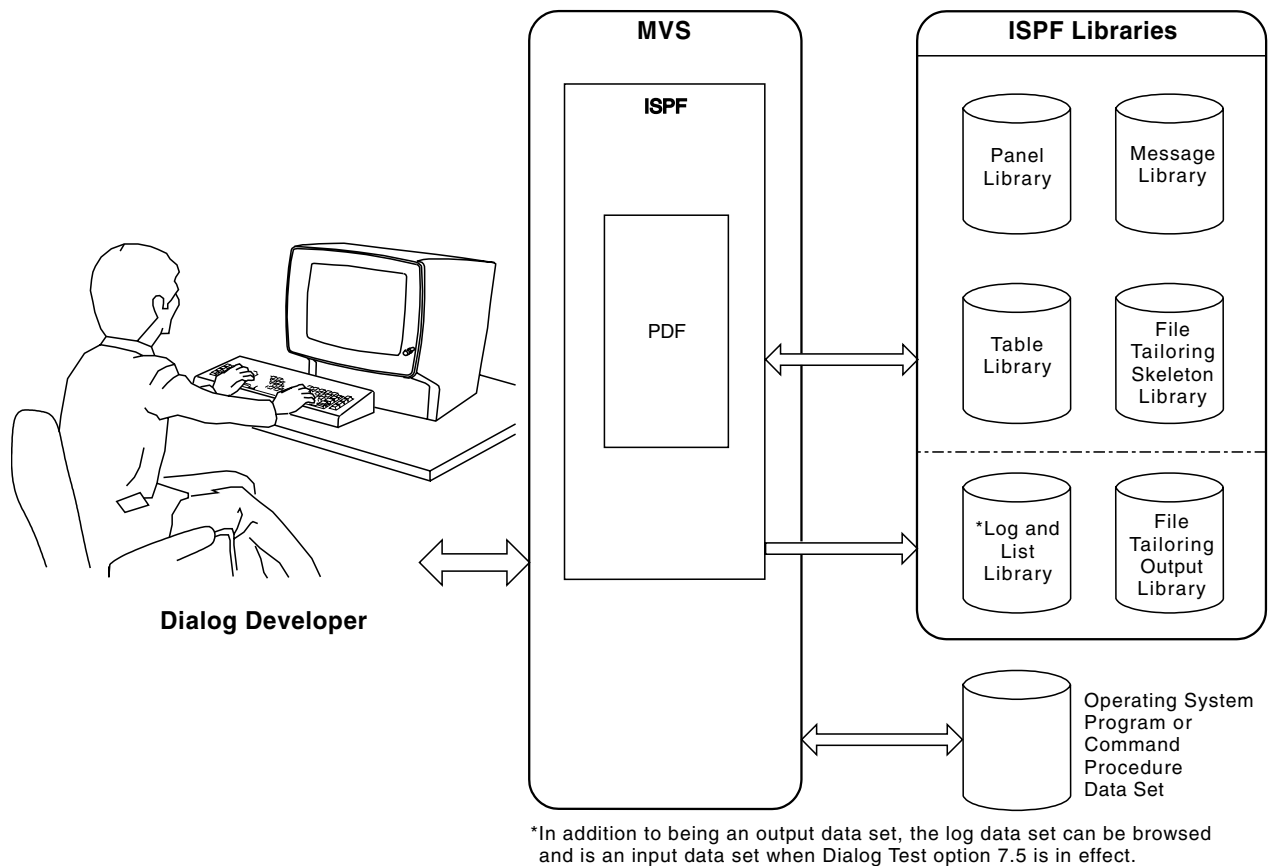 MVS
ISPF Libraries
ISPF
Panel
Library
Message
Library
PDF
Table
Library
File
Tailoring
Skeleton
Library
*Log and
List
Library
File
Tailoring
Output
Library
Dialog Developer
Operating System
Program or
Command
Procedure
Data Set
*In addition to being an output data set, the log data set can be browsed
and is an input data set when Dialog Test option 7.5 is in effect.